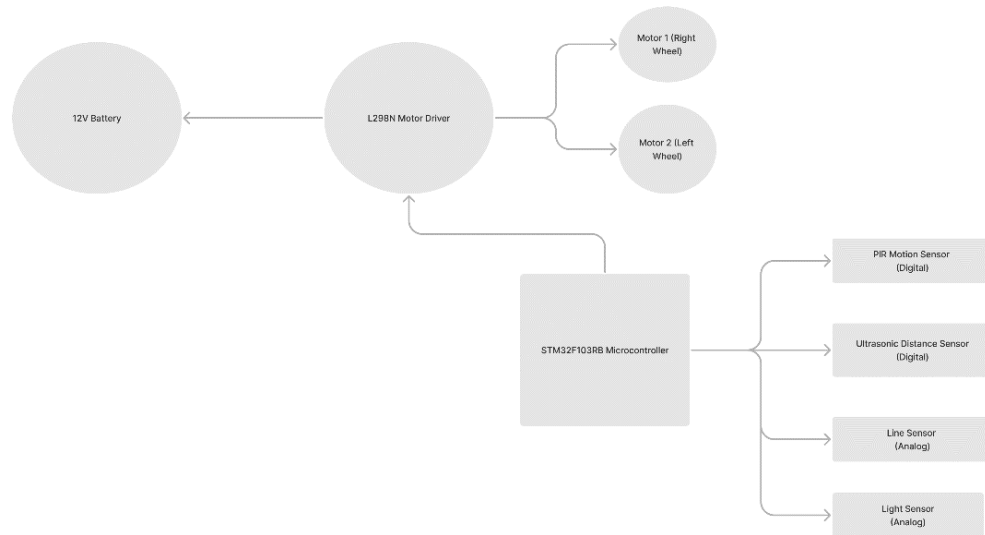 Motor 1 (Right
Wheel)
12V Battery
L298N Motor Driver
Motor 2 (Left
Wheel)
PIR Motion Sensor
(Digital)
STM32F103RB Microcontroller
Ultrasonic Distance Sensor
(Digital)
Line Sensor
(Analog)
Light Sensor
(Analog)